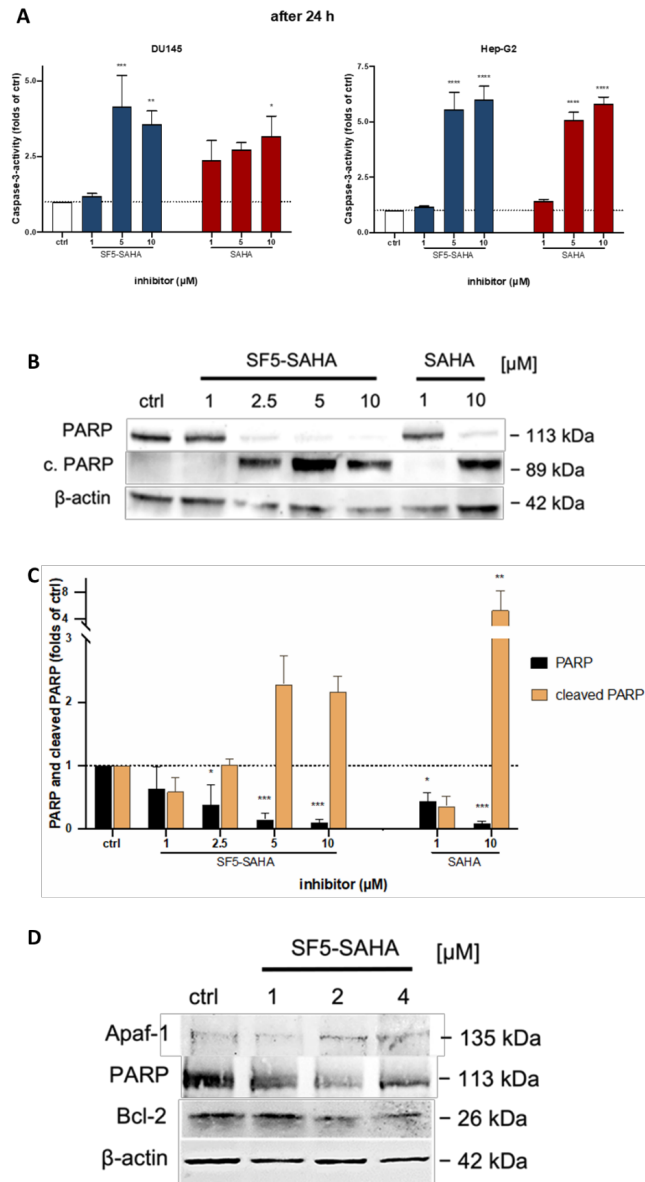 A
after 24 h
DU145
Caspase-3-activity (folds of ctrl)
5.0
2.5
0.0
***
**
*
ctrl
1 5 10
1 5 10
SF5-SAHA
SAHA
inhibitor (µM)
Hep-G2
Caspase-3-activity (folds of ctrl)
7.5
5.0
2.5
0.0
****
****
****
****
ctrl
1 5 10
1 5 10
SF5-SAHA
SAHA
inhibitor (µM)
B
SF5-SAHA SAHA [µM]
ctrl 1 2.5 5 10 1 10
PARP – 113 kDa
c. PARP – 89 kDa
β-actin – 42 kDa
C
PARP and cleaved PARP (folds of ctrl)
8
4
3
2
1
0
*
***
***
*
***
**
PARP
cleaved PARP
ctrl 1 2.5 5 10 1 10
SF5-SAHA SAHA
inhibitor (µM)
D
SF5-SAHA [µM]
ctrl 1 2 4
Apaf-1 – 135 kDa
PARP – 113 kDa
Bcl-2 – 26 kDa
β-actin – 42 kDa